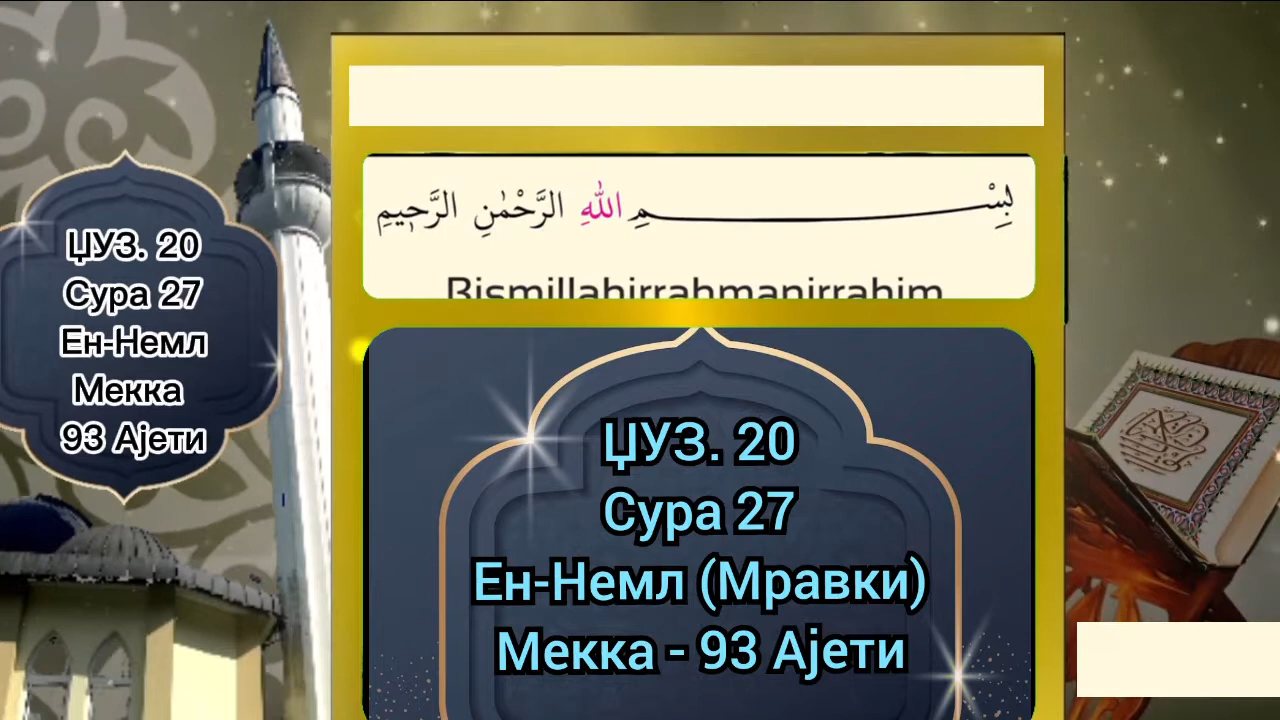 ЏУЗ. 20
Сура 27
Ен-Немл
Мекка
93 Ајети
بِسْــــــمِ اللّٰهِ الرَّحْمٰنِ الرَّحِيمِ
Bismillahirrahmanirrahim
ЏУЗ. 20
Сура 27
Ен-Немл (Мравки)
Мекка - 93 Ајети